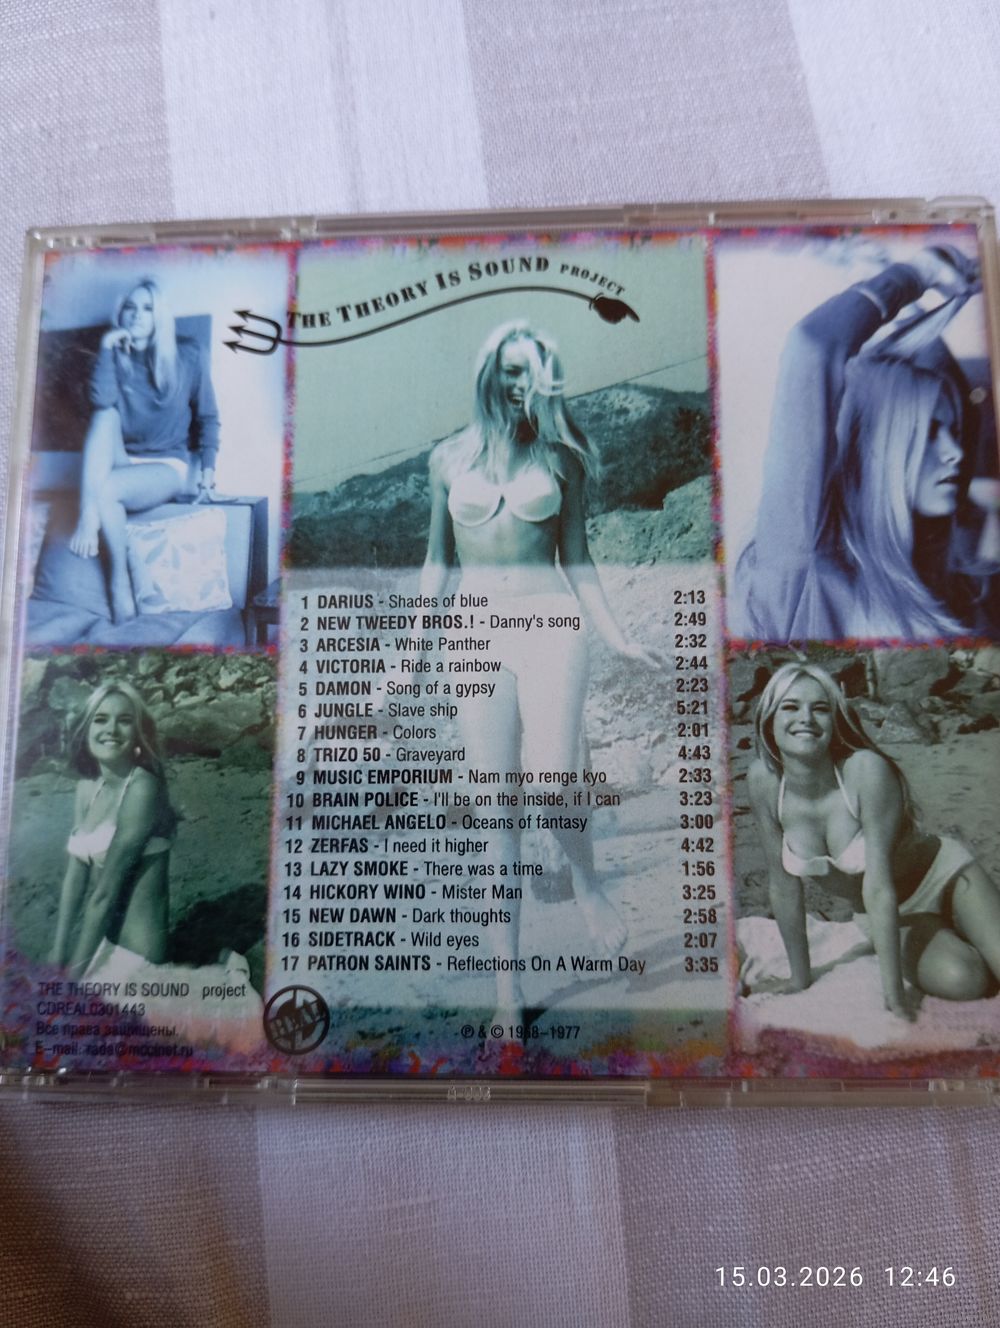 THE THEORY IS SOUND PROJECT
1 DARIUS - Shades of blue 2:13
2 NEW TWEEDY BROS.! - Danny's song 2:49
3 ARCESIA - White Panther 2:32
4 VICTORIA - Ride a rainbow 2:44
5 DAMON - Song of a gypsy 2:23
6 JUNGLE - Slave ship 5:21
7 HUNGER - Colors 2:01
8 TRIZO 50 - Graveyard 4:43
9 MUSIC EMPORIUM - Nam myo renge kyo 2:33
10 BRAIN POLICE - I'll be on the inside, if I can 3:23
11 MICHAEL ANGELO - Oceans of fantasy 3:00
12 ZERFAS - I need it higher 4:42
13 LAZY SMOKE - There was a time 1:56
14 HICKORY WIND - Mister Man 3:25
15 NEW DAWN - Dark thoughts 2:58
16 SIDETRACK - Wild eyes 2:07
17 PATRON SAINTS - Reflections On A Warm Day 3:35
THE THEORY IS SOUND project
CDREAL0301443
Все права защищены.
E-mail:
REAL
℗ & © 1968–1977
15.03.2026 12:46